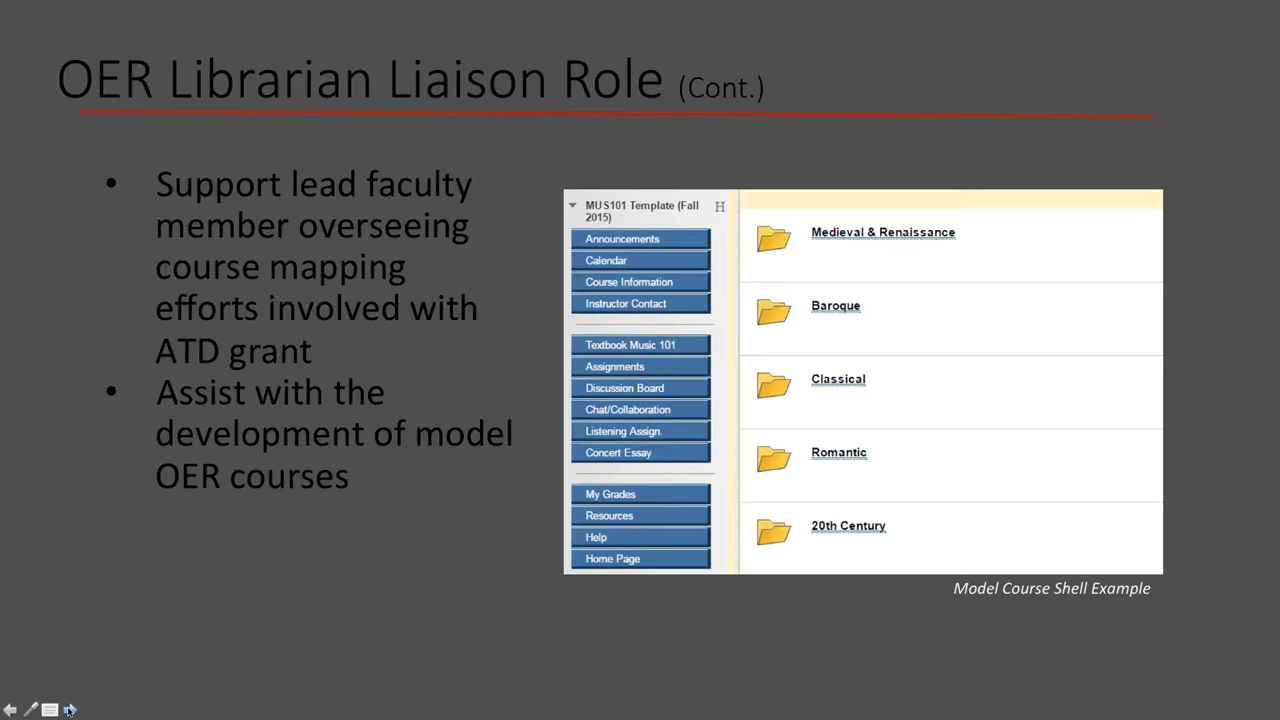 OER Librarian Liaison Role (Cont.)
• Support lead faculty
member overseeing
course mapping
efforts involved with
ATD grant
• Assist with the
development of model
OER courses
MUS101 Template (Fall
2015)
H
Announcements
Calendar
Course Information
Instructor Contact
Textbook Music 101
Assignments
Discussion Board
Chat/Collaboration
Listening Assign.
Concert Essay
My Grades
Resources
Help
Home Page
Medieval & Renaissance
Baroque
Classical
Romantic
20th Century
Model Course Shell Example